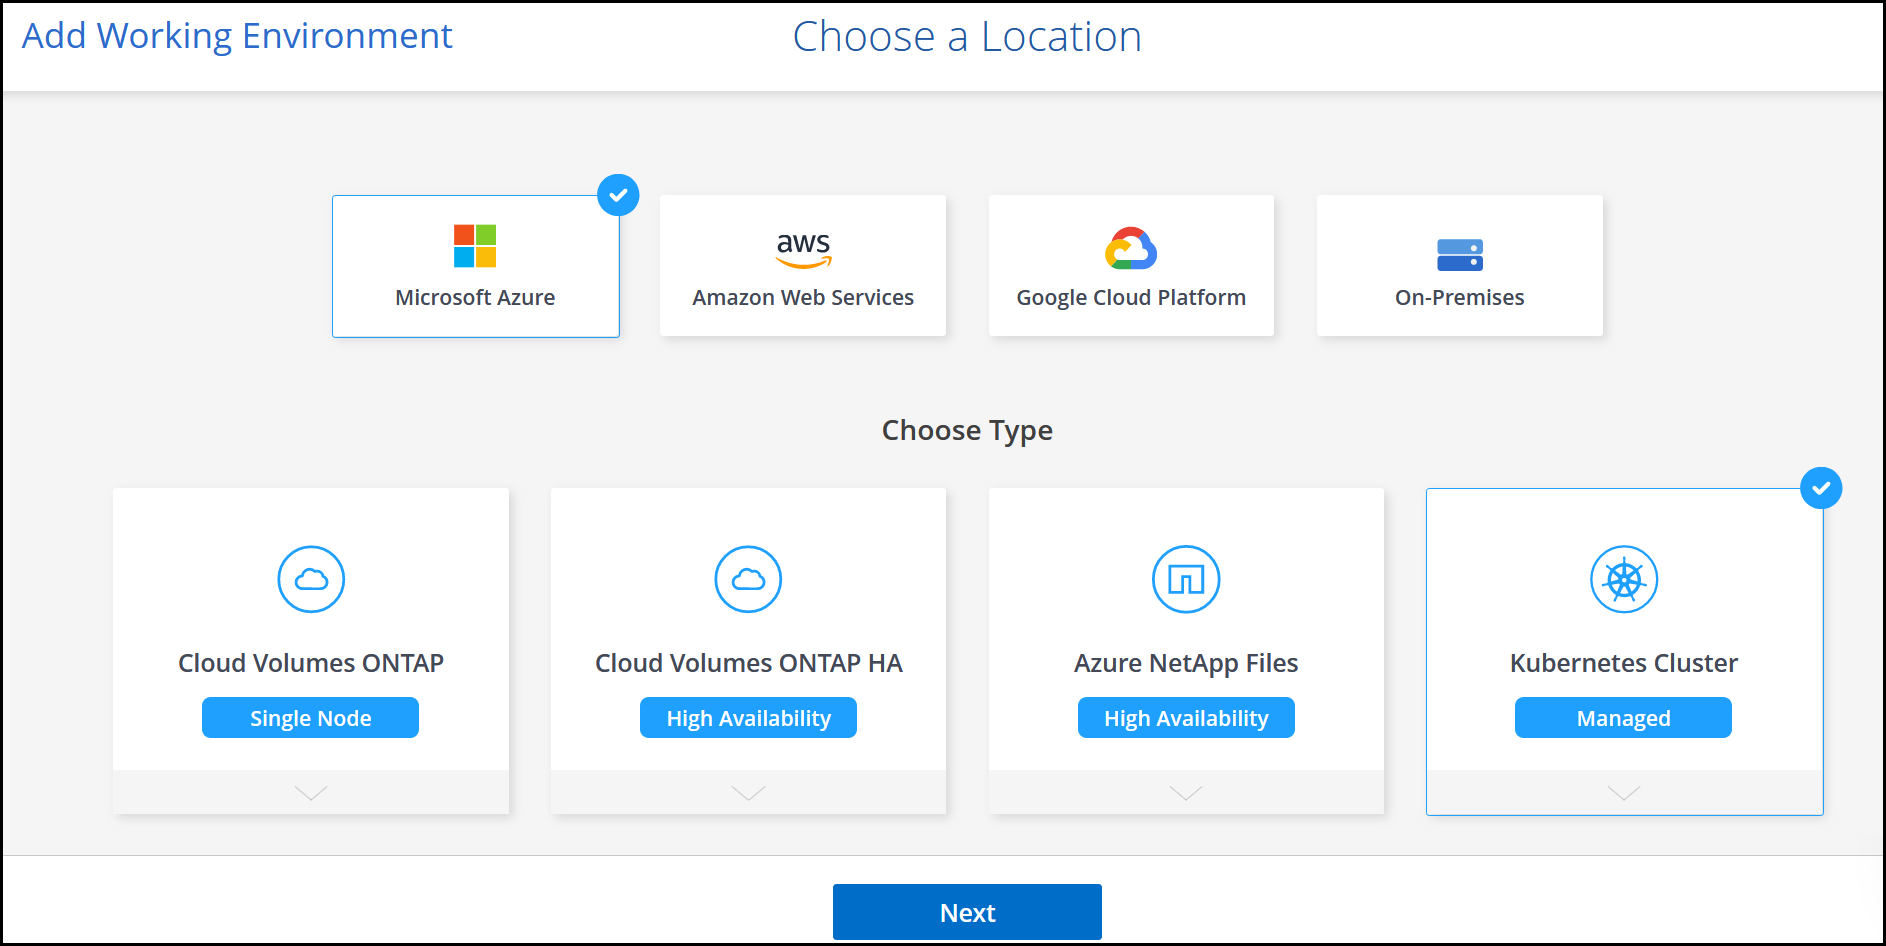 Add Working Environment
Choose a Location
aws
Microsoft Azure
Amazon Web Services
Google Cloud Platform
On-Premises
Choose Type
Cloud Volumes ONTAP
Cloud Volumes ONTAP HA
Azure NetApp Files
Kubernetes Cluster
Single Node
High Availability
High Availability
Managed
Next